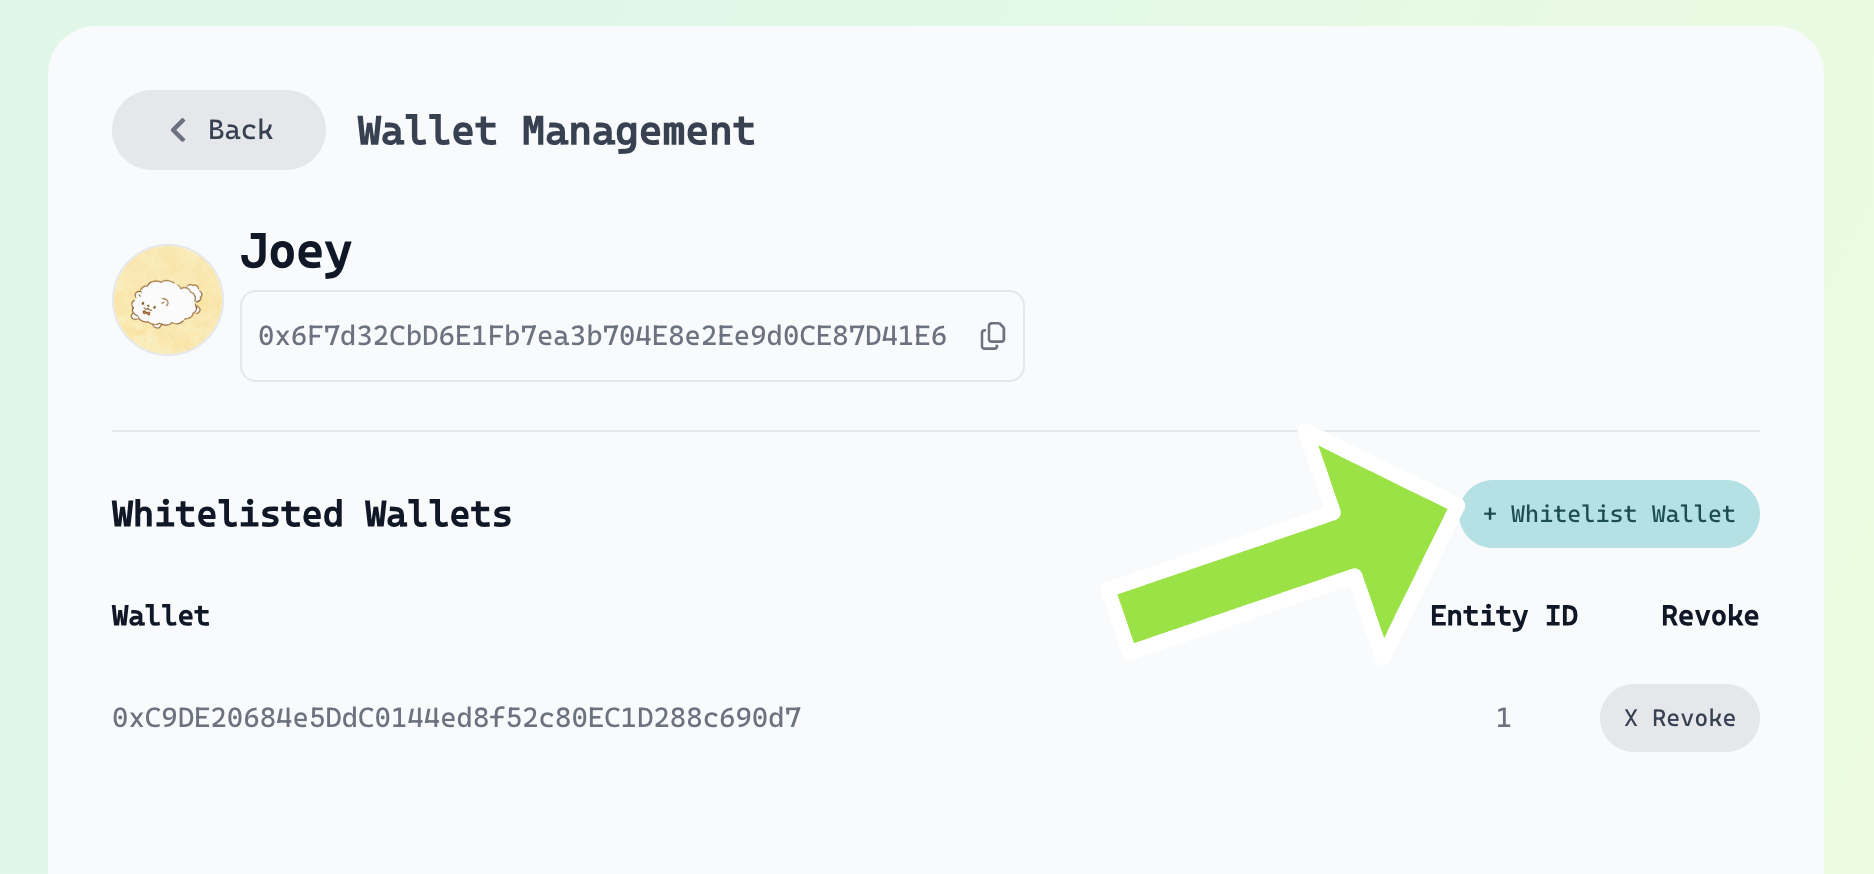 Back
Wallet Management
Joey
0x6F7d32CbD6E1Fb7ea3b704E8e2Ee9d0CE87D41E6
Whitelisted Wallets
+ Whitelist Wallet
Wallet Entity ID Revoke
0xC9DE20684e5DdC0144ed8f52c80EC1D288c690d7 1 X Revoke